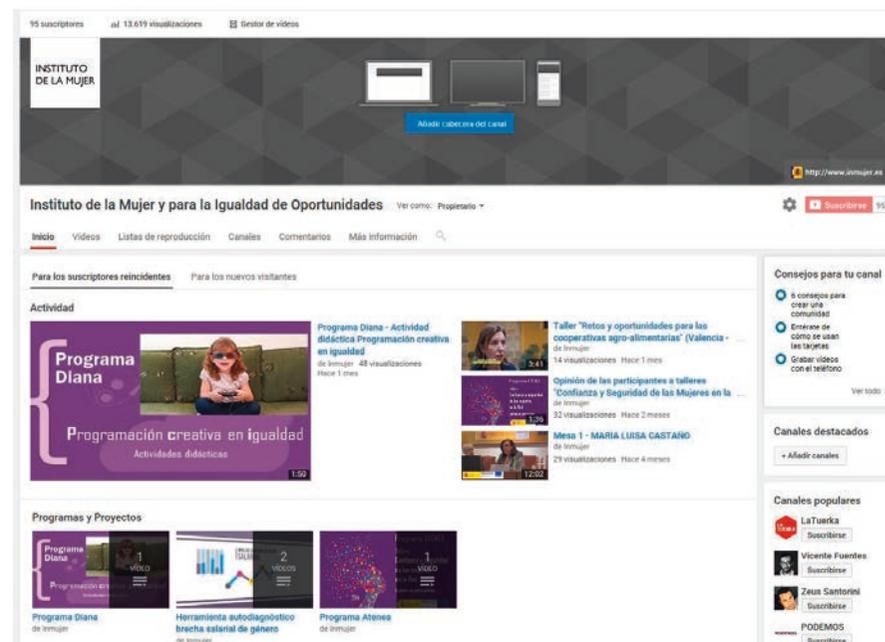 95 suscriptores
13.619 visualizaciones
Gestor de vídeos
INSTITUTO
DE LA MUJER
Añadir cabecera del canal
http://www.inmujer.es
Instituto de la Mujer y para la Igualdad de Oportunidades
Ver como: Propietario
Suscribirse 95
Inicio Vídeos Listas de reproducción Canales Comentarios Más información
Para los suscriptores reincidentes Para los nuevos visitantes
Actividad
Programa
Diana
Programación creativa en igualdad
Actividades didácticas
1:50
Programa Diana - Actividad
didáctica Programación creativa
en igualdad
de Inmujer 48 visualizaciones
Hace 1 mes
3:41
Taller "Retos y oportunidades para las
cooperativas agro-alimentarias" (Valencia - ...
de Inmujer
14 visualizaciones Hace 1 mes
1:36
Opinión de las participantes a talleres
"Confianza y Seguridad de las Mujeres en la ...
de Inmujer
32 visualizaciones Hace 2 meses
12:02
Mesa 1 - MARIA LUISA CASTAÑO
de Inmujer
29 visualizaciones Hace 4 meses
Programas y Proyectos
Programa
Diana
1
VÍDEO
Programa Diana
de Inmujer
2
VÍDEOS
Herramienta autodiagnóstico
brecha salarial de género
de Inmujer
1
VÍDEO
Programa Atenea
de Inmujer
Consejos para tu canal
6 consejos para
crear una
comunidad
Entérate de
cómo se usan
las tarjetas
Grabar vídeos
con el teléfono
Ver todo
Canales destacados
+ Añadir canales
Canales populares
LaTuerka
Suscribirse
Vicente Fuentes
Suscribirse
Zeus Santorini
Suscribirse
PODEMOS
Suscribirse